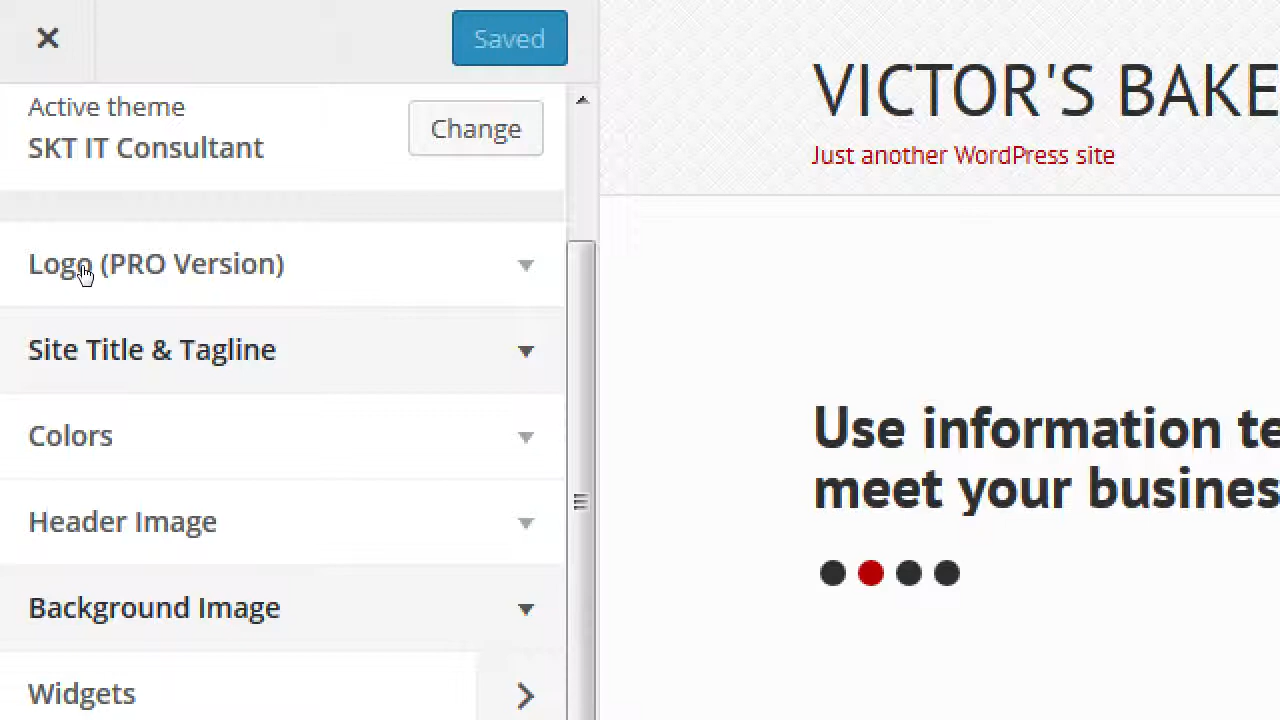 Saved
Active theme
SKT IT Consultant
Change
Logo (PRO Version)
Site Title & Tagline
Colors
Header Image
Background Image
Widgets
VICTOR'S BAKE
Just another WordPress site
Use information te
meet your busines